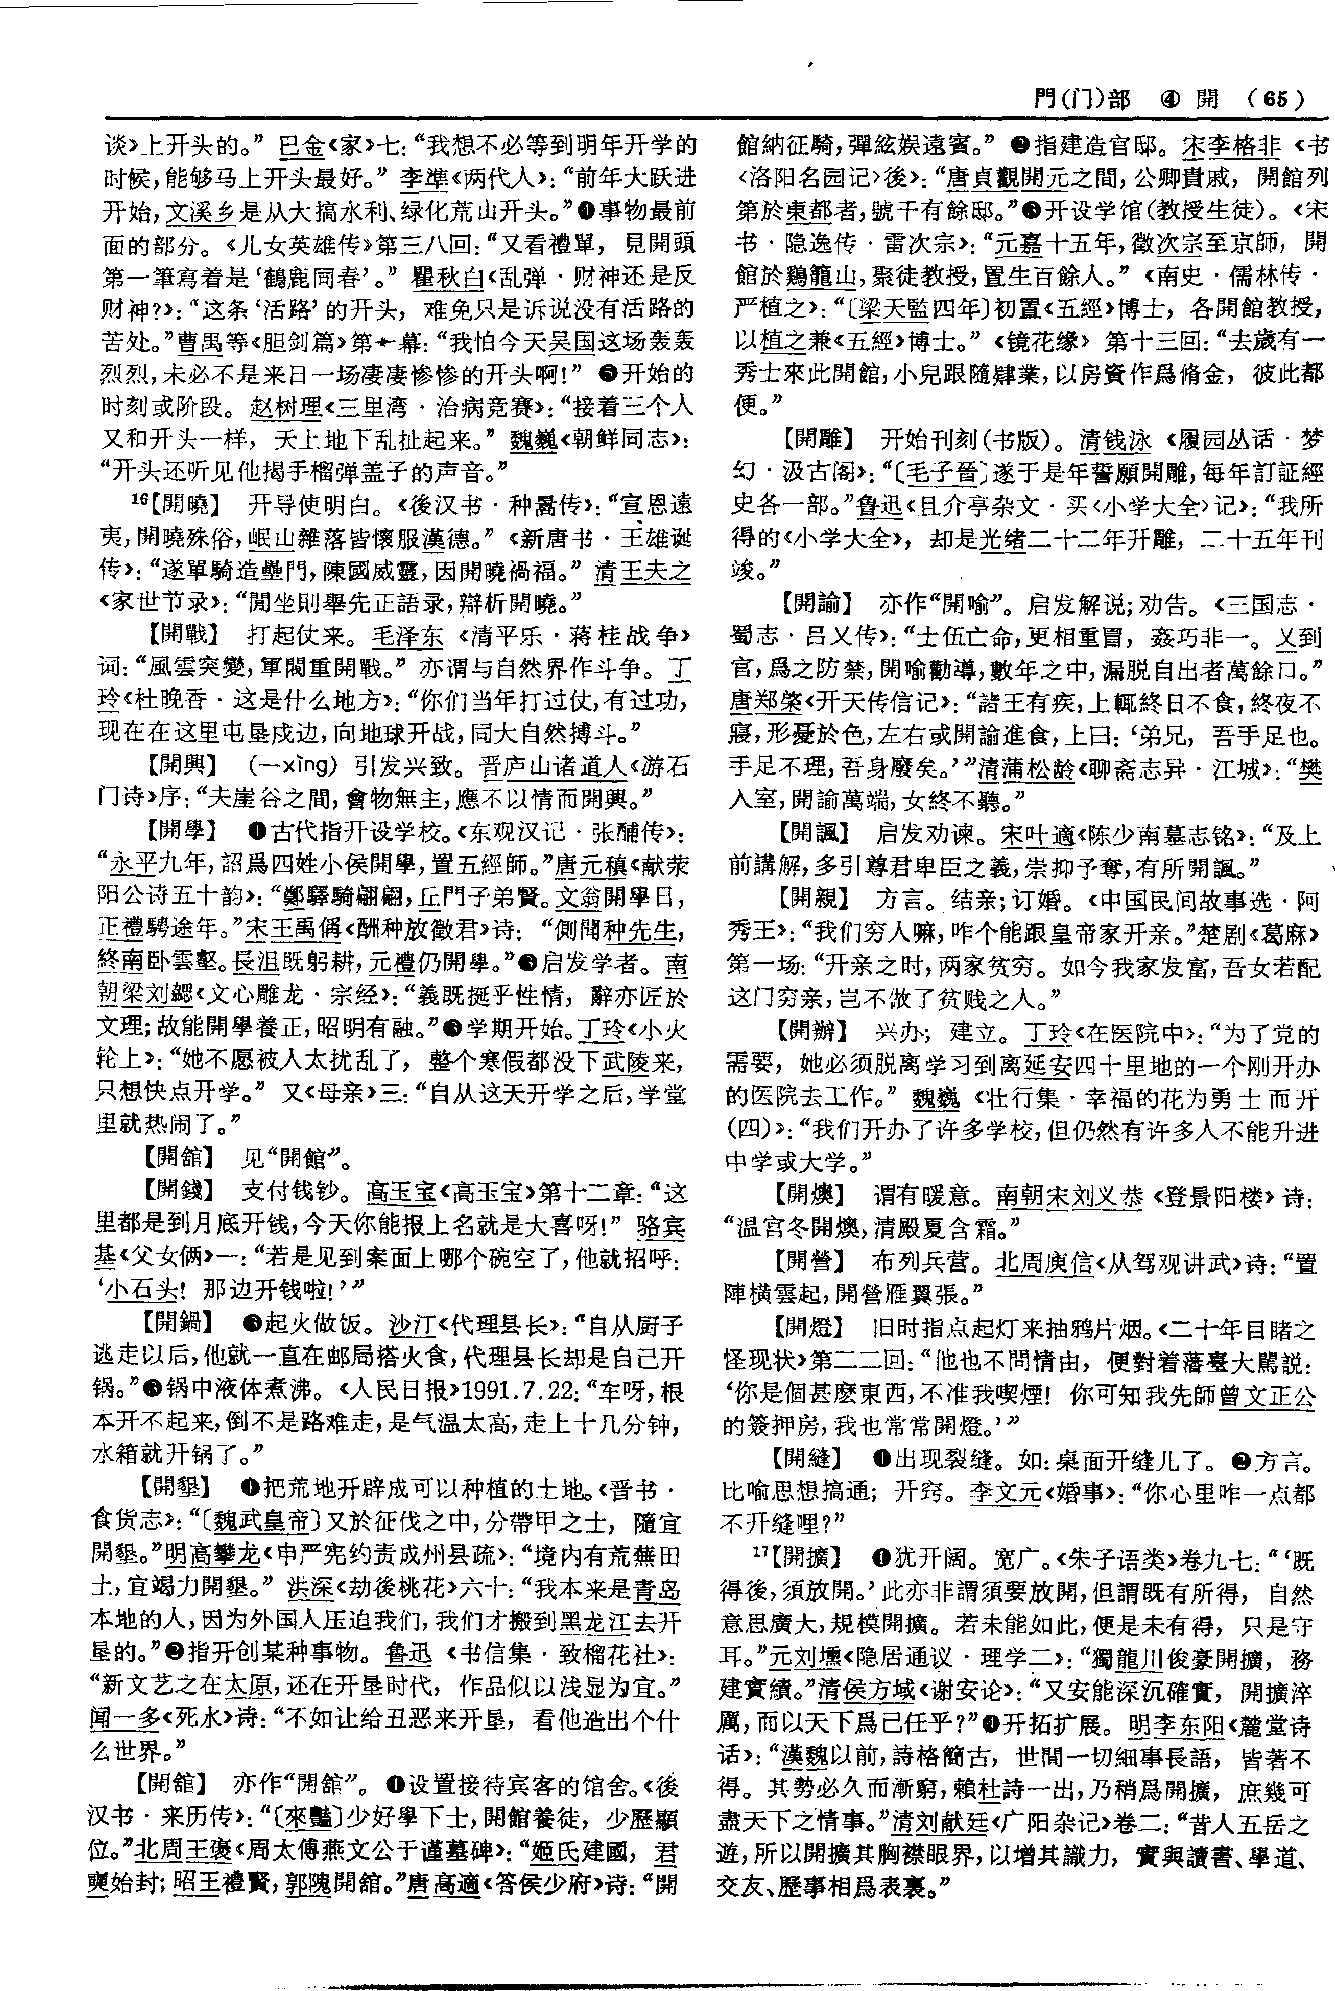 門(门)部 ④ 開 (65)
谈》上开头的。” 巴金《家》七：“我想不必等到明年开学的
时候，能够马上开头最好。” 李準《两代人》：“前年大跃进
开始，文溪乡是从大搞水利、绿化荒山开头。”❹事物最前
面的部分。《儿女英雄传》第三八回：“又看禮單，見開頭
第一筆寫着是‘鶴鹿同春’。” 瞿秋白《乱弹·财神还是反
财神?》：“这条‘活路’的开头，难免只是诉说没有活路的
苦处。”曹禺等《胆剑篇》第一幕：“我怕今天吴国这场轰轰
烈烈，未必不是来日一场凄凄惨惨的开头啊!” ❺开始的
时刻或阶段。赵树理《三里湾·治病竞赛》：“接着三个人
又和开头一样，天上地下乱扯起来。” 魏巍《朝鲜同志》：
“开头还听见他揭手榴弹盖子的声音。”
16【開曉】 开导使明白。《後汉书·种暠传》：“宣恩遠
夷，開曉殊俗，岷山雜落皆懷服漢德。”《新唐书·王雄诞
传》：“遂單騎造壘門，陳國威靈，因開曉禍福。” 清王夫之
《家世节录》：“閒坐則舉先正語录，辯析開曉。”
【開戰】 打起仗来。毛泽东《清平乐·蒋桂战争》
词：“風雲突變，軍閥重開戰。” 亦谓与自然界作斗争。丁
玲《杜晚香·这是什么地方》：“你们当年打过仗，有过功，
现在在这里屯垦戍边，向地球开战，同大自然搏斗。”
【開興】 (一xìng) 引发兴致。晋庐山诸道人《游石
门诗》序：“夫崖谷之間，會物無主，應不以情而開興。”
【開學】 ❶古代指开设学校。《东观汉记·张酺传》：
“永平九年，詔爲四姓小侯開學，置五經師。”唐元稹《献荥
阳公诗五十韵》：“鄭驛騎翩翩，丘門子弟賢。文翁開學日，
正禮騁途年。”宋王禹偁《酬种放徵君》诗：“側聞种先生，
終南卧雲壑。長沮既躬耕，元禮仍開學。”❷启发学者。南
朝梁刘勰《文心雕龙·宗经》：“義既挻乎性情，辭亦匠於
文理；故能開學養正，昭明有融。”❸学期开始。丁玲《小火
轮上》：“她不愿被人太扰乱了，整个寒假都没下武陵来，
只想快点开学。” 又《母亲》三：“自从这天开学之后，学堂
里就热闹了。”
【開舘】 见“開館”。
【開錢】 支付钱钞。高玉宝《高玉宝》第十二章：“这
里都是到月底开钱，今天你能报上名就是大喜呀!” 骆宾
基《父女俩》一：“若是见到案面上哪个碗空了，他就招呼：
‘小石头! 那边开钱啦!’”
【開鍋】 ❶起火做饭。沙汀《代理县长》：“自从厨子
逃走以后，他就一直在邮局搭火食，代理县长却是自己开
锅。”❷锅中液体煮沸。《人民日报》1991.7.22：“车呀，根
本开不起来，倒不是路难走，是气温太高，走上十几分钟，
水箱就开锅了。”
【開墾】 ❶把荒地开辟成可以种植的土地。《晋书·
食货志》：“〔魏武皇帝〕又於征伐之中，分帶甲之士，隨宜
開墾。”明高攀龙《申严宪约责成州县疏》：“境内有荒蕪田
土，宜竭力開墾。” 洪深《劫後桃花》六十：“我本来是青岛
本地的人，因为外国人压迫我们，我们才搬到黑龙江去开
垦的。”❷指开创某种事物。鲁迅《书信集·致榴花社》：
“新文艺之在太原，还在开垦时代，作品似以浅显为宜。”
闻一多《死水》诗：“不如让给丑恶来开垦，看他造出个什
么世界。”
【開館】 亦作“開舘”。❶设置接待宾客的馆舍。《後
汉书·来历传》：“〔來豔〕少好學下士，開館養徒，少歷顯
位。”北周王褒《周太傅燕文公于谨墓碑》：“姬氏建國，君
奭始封；昭王禮賢，郭隗開舘。”唐高適《答侯少府》诗：“開
館納征騎，彈絃娱遠賓。” ❷指建造官邸。宋李格非《书
〈洛阳名园记〉後》：“唐貞觀開元之間，公卿貴戚，開館列
第於東都者，號千有餘邸。”❸开设学馆(教授生徒)。《宋
书·隐逸传·雷次宗》：“元嘉十五年，徵次宗至京師，開
館於鷄籠山，聚徒教授，置生百餘人。”《南史·儒林传·
严植之》：“〔梁天監四年〕初置《五經》博士，各開館教授，
以植之兼《五經》博士。”《镜花缘》第十三回：“去歲有一
秀士來此開館，小兒跟隨肄業，以房資作爲脩金，彼此都
便。”
【開雕】 开始刊刻(书版)。清钱泳《履园丛话·梦
幻·汲古阁》：“〔毛子晉〕遂于是年誓願開雕，每年訂証經
史各一部。”鲁迅《且介亭杂文·买〈小学大全〉记》：“我所
得的《小学大全》，却是光绪二十二年开雕，二十五年刊
竣。”
【開諭】 亦作“開喻”。启发解说；劝告。《三国志·
蜀志·吕乂传》：“士伍亡命，更相重冒，姦巧非一。乂到
官，爲之防禁，開喻勸導，數年之中，漏脱自出者萬餘口。”
唐郑棨《开天传信记》：“諸王有疾，上輒終日不食，終夜不
寢，形憂於色，左右或開諭進食，上曰：‘弟兄，吾手足也。
手足不理，吾身廢矣。’”清蒲松龄《聊斋志异·江城》：“樊
入室，開諭萬端，女終不聽。”
【開諷】 启发劝谏。宋叶適《陈少南墓志铭》：“及上
前講解，多引尊君卑臣之義，崇抑予奪，有所開諷。”
【開親】 方言。结亲；订婚。《中国民间故事选·阿
秀王》：“我们穷人嘛，咋个能跟皇帝家开亲。”楚剧《葛麻》
第一场：“开亲之时，两家贫穷。如今我家发富，吾女若配
这门穷亲，岂不做了贫贱之人。”
【開辦】 兴办；建立。丁玲《在医院中》：“为了党的
需要，她必须脱离学习到离延安四十里地的一个刚开办
的医院去工作。” 魏巍《壮行集·幸福的花为勇士而开
(四)》：“我们开办了许多学校，但仍然有许多人不能升进
中学或大学。”
【開燠】 谓有暖意。南朝宋刘义恭《登景阳楼》诗：
“温宫冬開燠，清殿夏含霜。”
【開營】 布列兵营。北周庾信《从驾观讲武》诗：“置
陣横雲起，開營雁翼張。”
【開燈】 旧时指点起灯来抽鸦片烟。《二十年目睹之
怪现状》第二二回：“他也不問情由，便對着藩臺大駡説：
‘你是個甚麽東西，不准我喫煙! 你可知我先師曾文正公
的簽押房，我也常常開燈。’”
【開縫】 ❶出现裂缝。如：桌面开缝儿了。❷方言。
比喻思想搞通；开窍。李文元《婚事》：“你心里咋一点都
不开缝哩?”
17【開擴】 ❶犹开阔。宽广。《朱子语类》卷九七：“‘既
得後，須放開。’此亦非謂須要放開，但謂既有所得，自然
意思廣大，規模開擴。若未能如此，便是未有得，只是守
耳。”元刘壎《隐居通议·理学二》：“獨龍川俊豪開擴，務
建實績。”清侯方域《谢安论》：“又安能深沉確實，開擴淬
厲，而以天下爲己任乎?”❷开拓扩展。明李东阳《麓堂诗
话》：“漢魏以前，詩格簡古，世間一切細事長語，皆著不
得。其勢必久而漸窮，賴杜詩一出，乃稍爲開擴，庶幾可
盡天下之情事。”清刘献廷《广阳杂记》卷二：“昔人五岳之
遊，所以開擴其胸襟眼界，以增其識力，實與讀書、學道、
交友、歷事相爲表裏。”